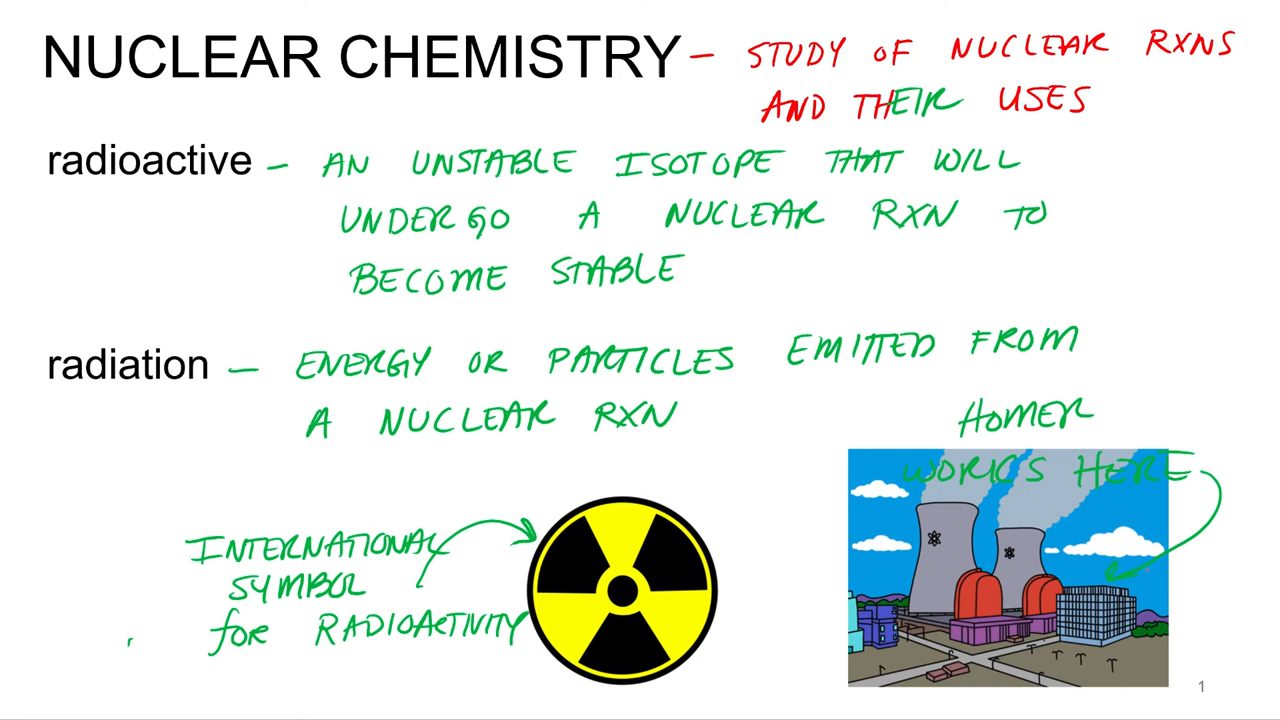 NUCLEAR CHEMISTRY - STUDY OF NUCLEAR RXNS
AND THEIR USES
radioactive - AN UNSTABLE ISOTOPE THAT WILL
UNDERGO A NUCLEAR RXN TO
BECOME STABLE
radiation - ENERGY OR PARTICLES EMITTED FROM
A NUCLEAR RXN
HOMER
WORKS HERE
INTERNATIONAL
SYMBOL
for RADIOACTIVITY
1